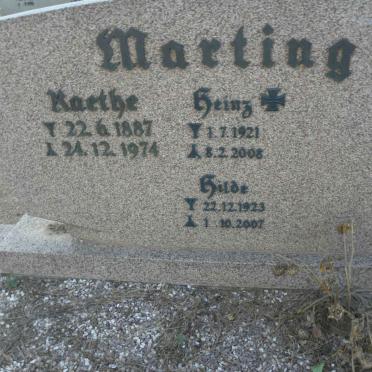 Marting
Kaethe
22.6.1887
24.12.1974
Heinz
1.7.1921
8.2.2008
Hilde
22.12.1923
1 10.2007